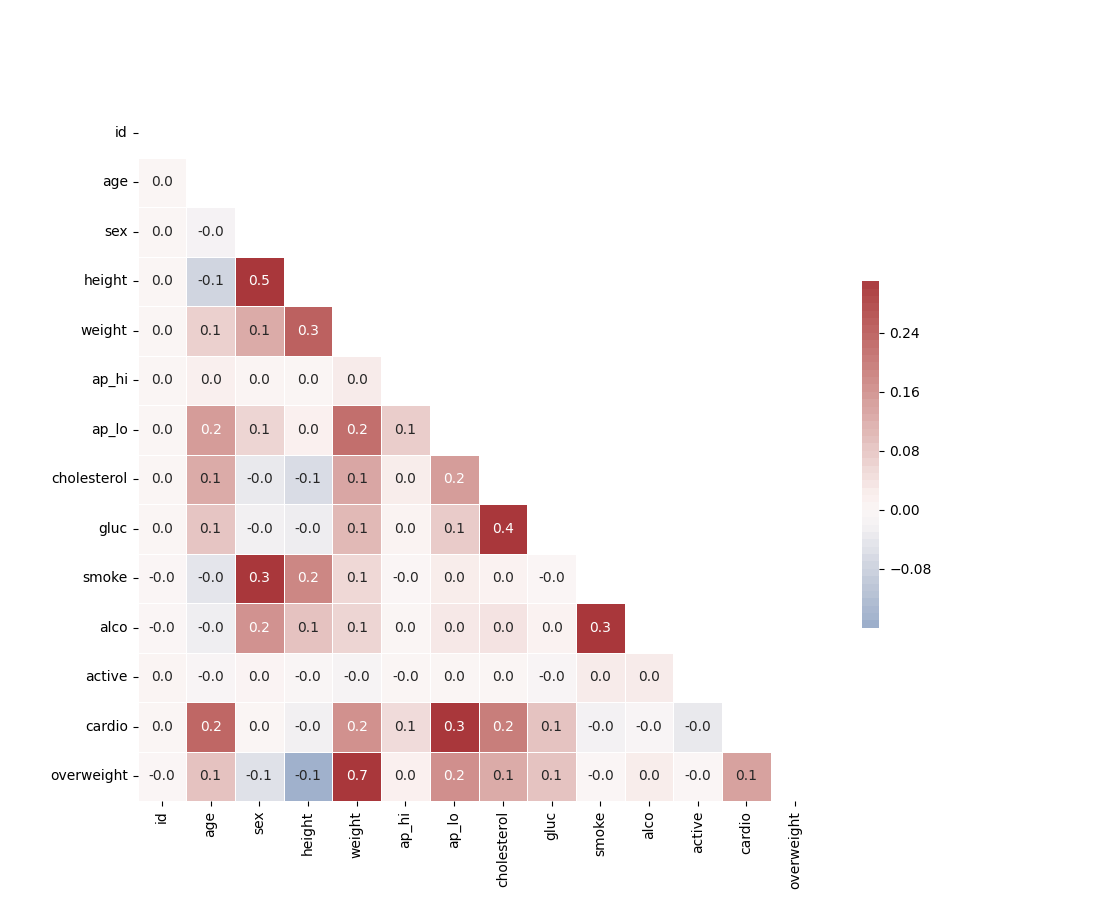 id
age 0.0
sex 0.0 -0.0
height 0.0 -0.1 0.5
0.24
weight 0.0 0.1 0.1 0.3
ap_hi 0.0 0.0 0.0 0.0 0.0
0.16
ap_lo 0.0 0.2 0.1 0.0 0.2 0.1
0.08
cholesterol 0.0 0.1 -0.0 -0.1 0.1 0.0 0.2
0.00
gluc 0.0 0.1 -0.0 -0.0 0.1 0.0 0.1 0.4
−0.08
smoke -0.0 -0.0 0.3 0.2 0.1 -0.0 0.0 0.0 -0.0
alco -0.0 -0.0 0.2 0.1 0.1 0.0 0.0 0.0 0.0 0.3
active 0.0 -0.0 0.0 -0.0 -0.0 -0.0 0.0 0.0 -0.0 0.0 0.0
cardio 0.0 0.2 0.0 -0.0 0.2 0.1 0.3 0.2 0.1 -0.0 -0.0 -0.0
overweight -0.0 0.1 -0.1 -0.1 0.7 0.0 0.2 0.1 0.1 -0.0 0.0 -0.0 0.1
id age sex height weight ap_hi ap_lo cholesterol gluc smoke alco active cardio overweight